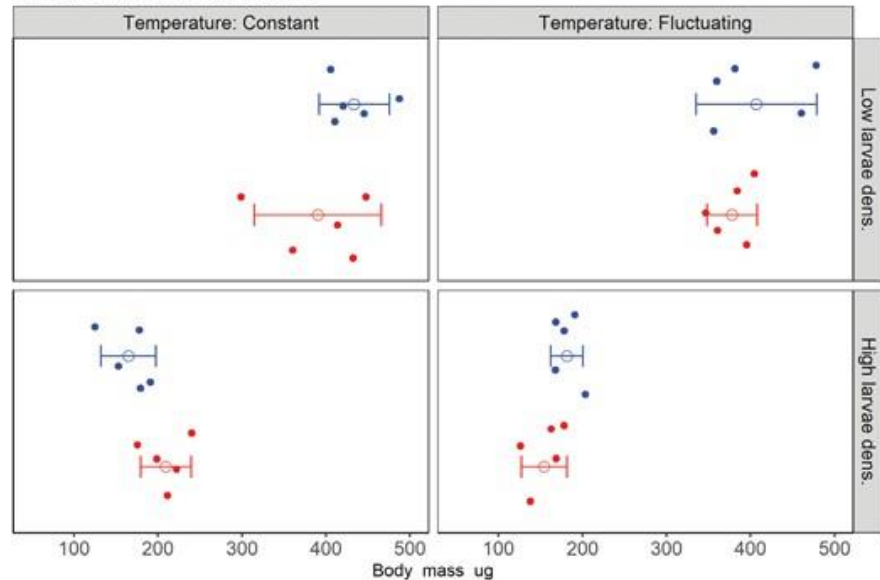 Temperature: Constant
Temperature: Fluctuating
Low larvae dens.
High larvae dens.
100 200 300 400 500
100 200 300 400 500
Body mass ug